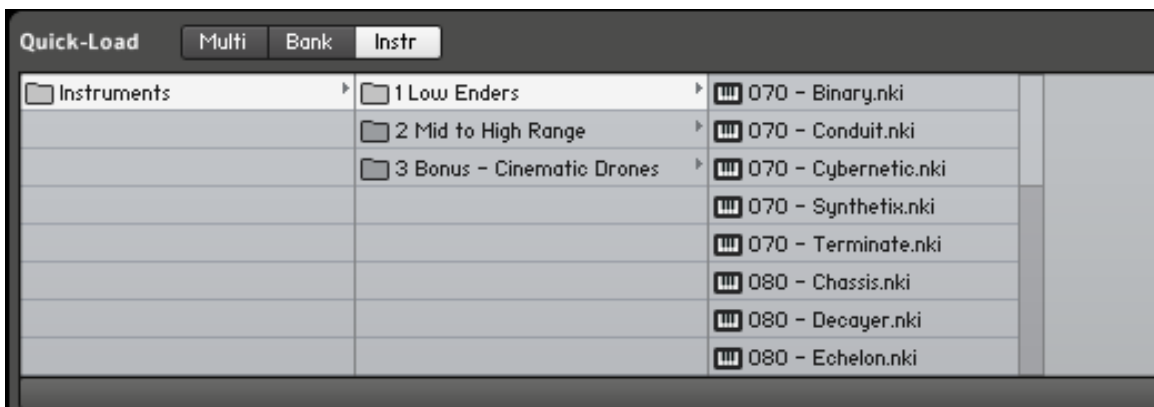 Quick-Load Multi Bank Instr
Instruments 1 Low Enders 070 - Binary.nki
2 Mid to High Range 070 - Conduit.nki
3 Bonus - Cinematic Drones 070 - Cybernetic.nki
070 - Synthetix.nki
070 - Terminate.nki
080 - Chassis.nki
080 - Decayer.nki
080 - Echelon.nki